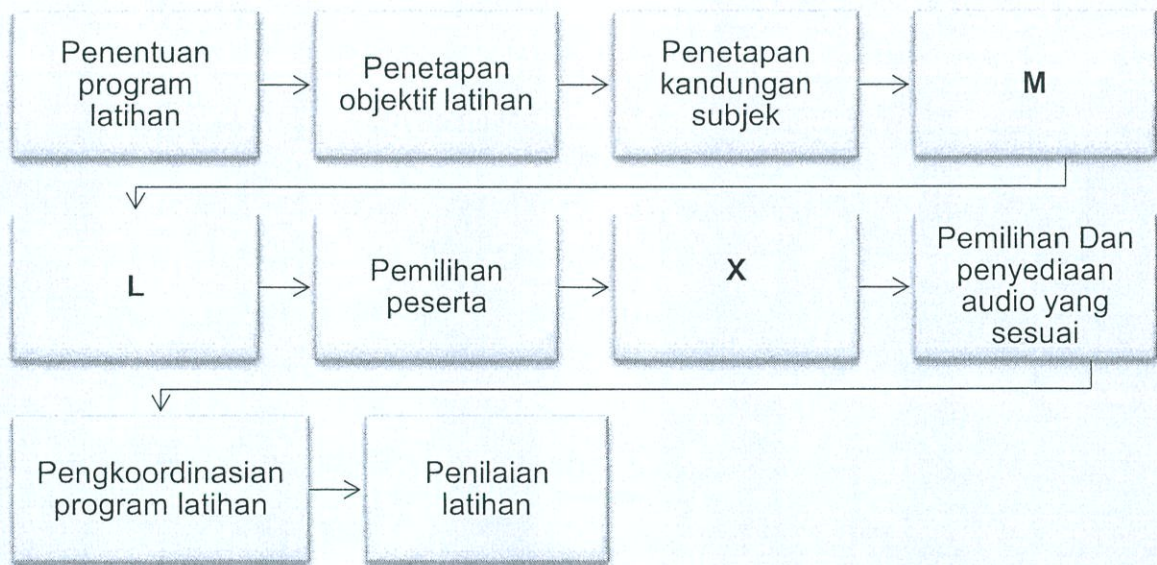 Penentuan
program
latihan
Penetapan
objektif latihan
Penetapan
kandungan
subjek
M
L
Pemilihan
peserta
X
Pemilihan Dan
penyediaan
audio yang
sesuai
Pengkoordinasian
program latihan
Penilaian
latihan